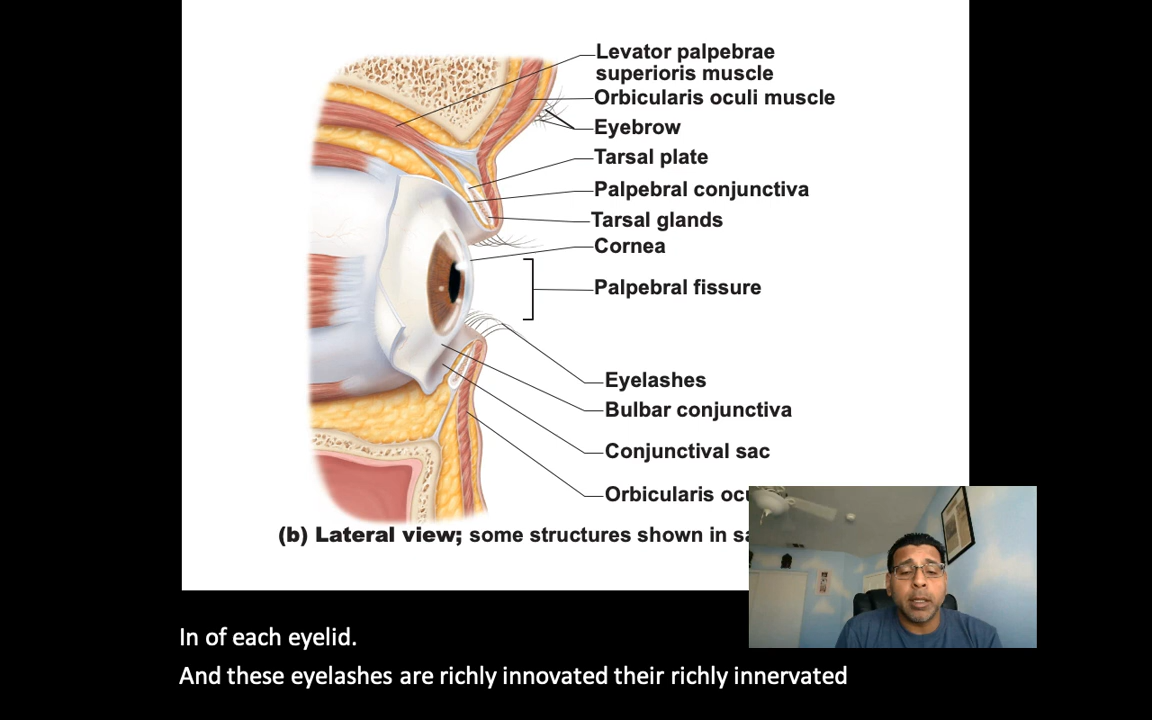 Levator palpebrae
superioris muscle
Orbicularis oculi muscle
Eyebrow
Tarsal plate
Palpebral conjunctiva
Tarsal glands
Cornea
Palpebral fissure
Eyelashes
Bulbar conjunctiva
Conjunctival sac
Orbicularis
(b) Lateral view; some structures shown in
In of each eyelid.
And these eyelashes are richly innovated their richly innervated